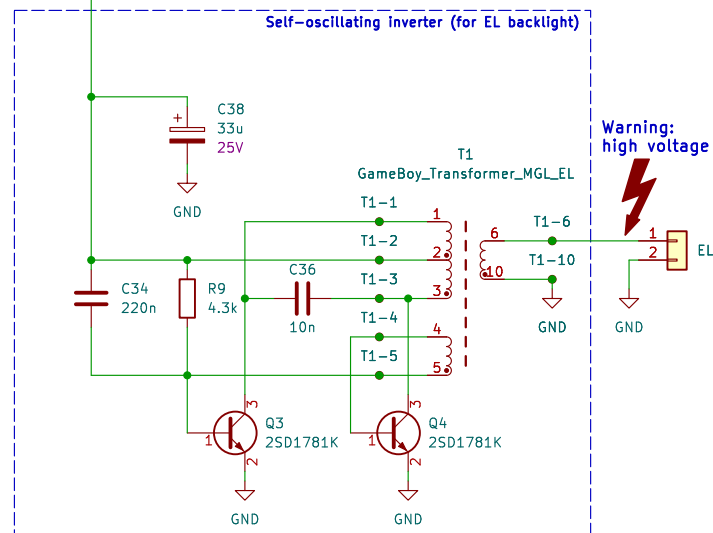 Self-oscillating inverter (for EL backlight)
C38
+
33u
25V
GND
Warning:
high voltage
T1
GameBoy_Transformer_MGL_EL
T1-1
1
T1-6
6
1
T1-2
2
EL
T1-10
10
2
C34
220n
R9
4.3k
C36
10n
T1-3
3
GND
GND
T1-4
4
T1-5
5
3
Q3
2SD1781K
1
2
GND
3
Q4
2SD1781K
1
2
GND